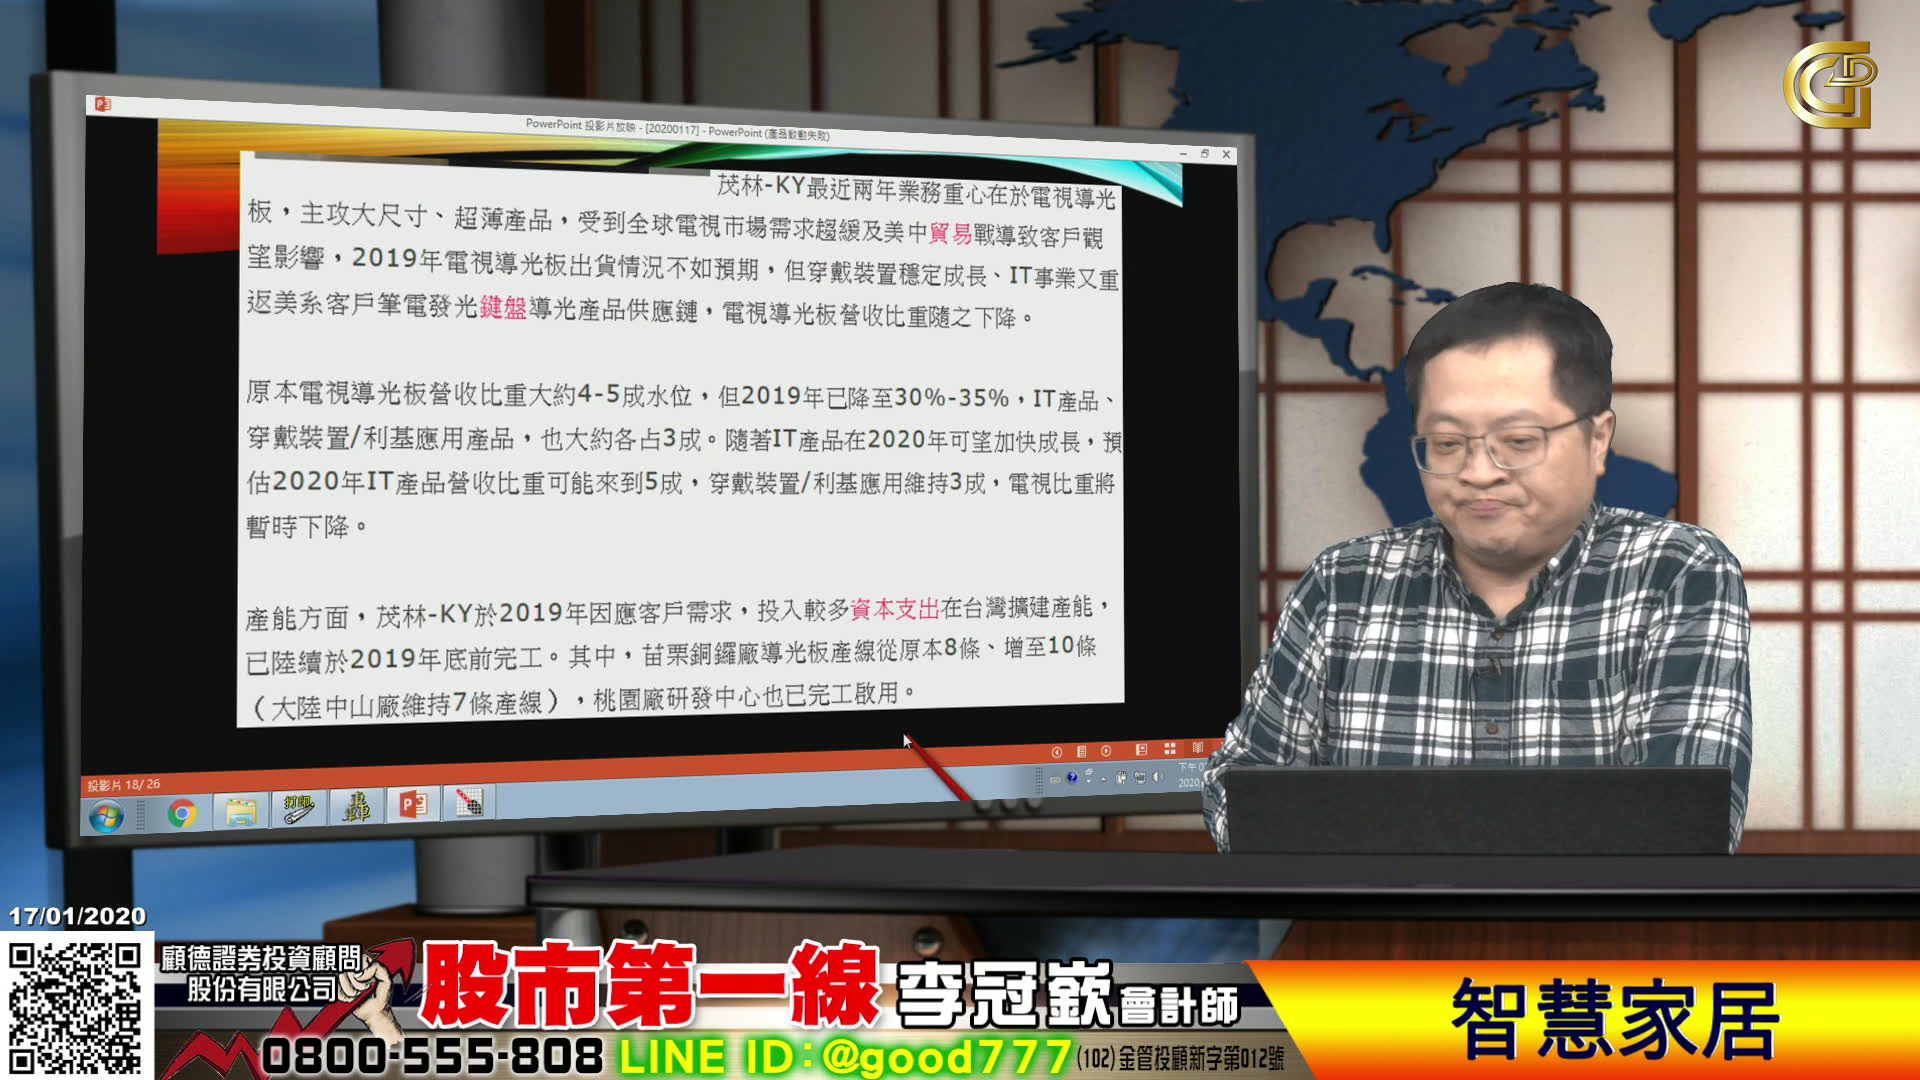 PowerPoint 投影片放映 - [20200117] - PowerPoint (產品啟動失敗)
茂林-KY最近兩年業務重心在於電視導光
板，主攻大尺寸、超薄產品，受到全球電視市場需求趨緩及美中貿易戰導致客戶觀
望影響，2019年電視導光板出貨情況不如預期，但穿戴裝置穩定成長、IT事業又重
返美系客戶筆電發光鍵盤導光產品供應鏈，電視導光板營收比重隨之下降。
原本電視導光板營收比重大約4-5成水位，但2019年已降至30%-35%，IT產品、
穿戴裝置/利基應用產品，也大約各占3成。隨著IT產品在2020年可望加快成長，預
估2020年IT產品營收比重可能來到5成，穿戴裝置/利基應用維持3成，電視比重將
暫時下降。
產能方面，茂林-KY於2019年因應客戶需求，投入較多資本支出在台灣擴建產能，
已陸續於2019年底前完工。其中，苗栗銅鑼廠導光板產線從原本8條、增至10條
（大陸中山廠維持7條產線），桃園廠研發中心也已完工啟用。
投影片 18/26
打印
下午
2020
17/01/2020
顧德證券投資顧問
股份有限公司
股市第一線 李冠嶔 會計師
0800-555-808 LINE ID：@good777 (102)金管投顧新字第012號
智慧家居